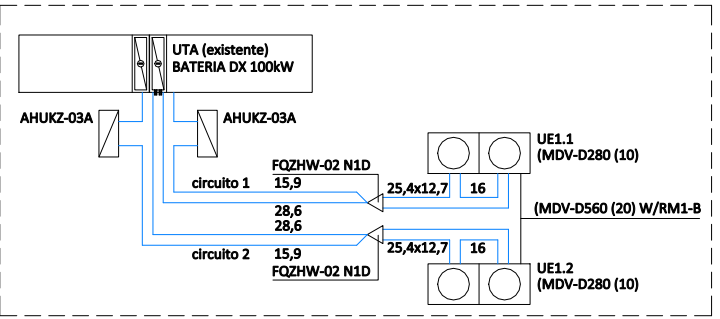 UTA (existente)
BATERIA DX 100kW
AHUKZ-03A
AHUKZ-03A
UE1.1
(MDV-D280 (10)
FQZHW-02 N1D
circuito 1
15,9
25,4x12,7
16
28,6
(MDV-D560 (20) W/RM1-B
28,6
circuito 2
15,9
25,4x12,7
16
FQZHW-02 N1D
UE1.2
(MDV-D280 (10)